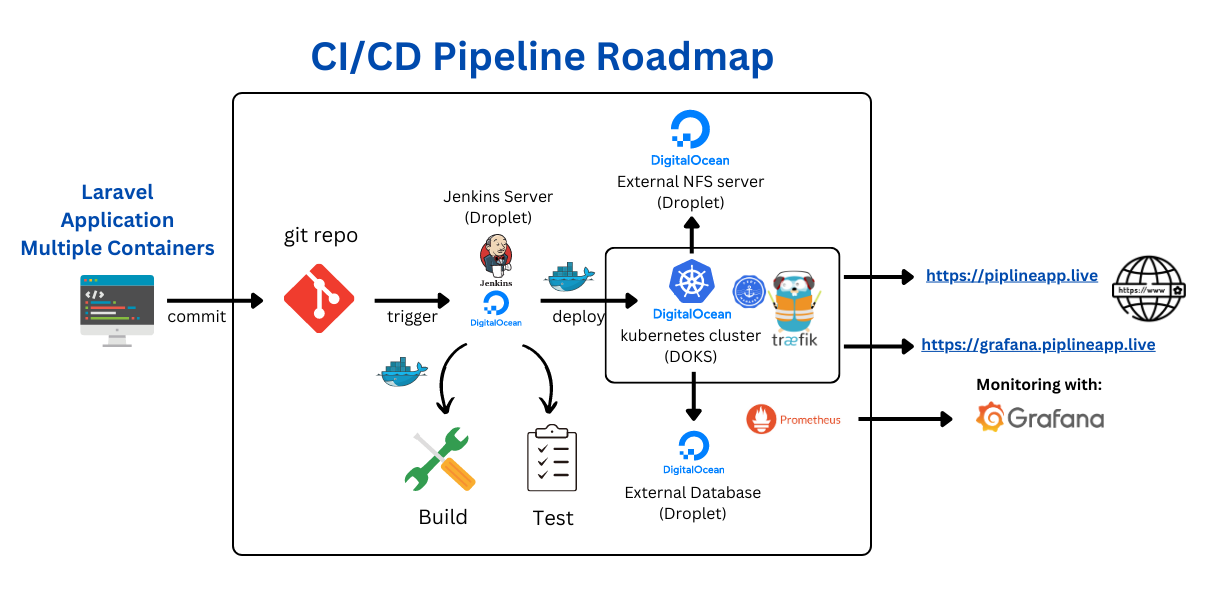 CI/CD Pipeline Roadmap
Laravel
Application
Multiple Containers
commit
git repo
trigger
Jenkins Server
(Droplet)
Jenkins
DigitalOcean
deploy
Build
Test
DigitalOcean
External NFS server
(Droplet)
DigitalOcean
kubernetes cluster
(DOKS)
træfik
DigitalOcean
External Database
(Droplet)
Prometheus
https://piplineapp.live
https://www
https://grafana.piplineapp.live
Monitoring with:
Grafana